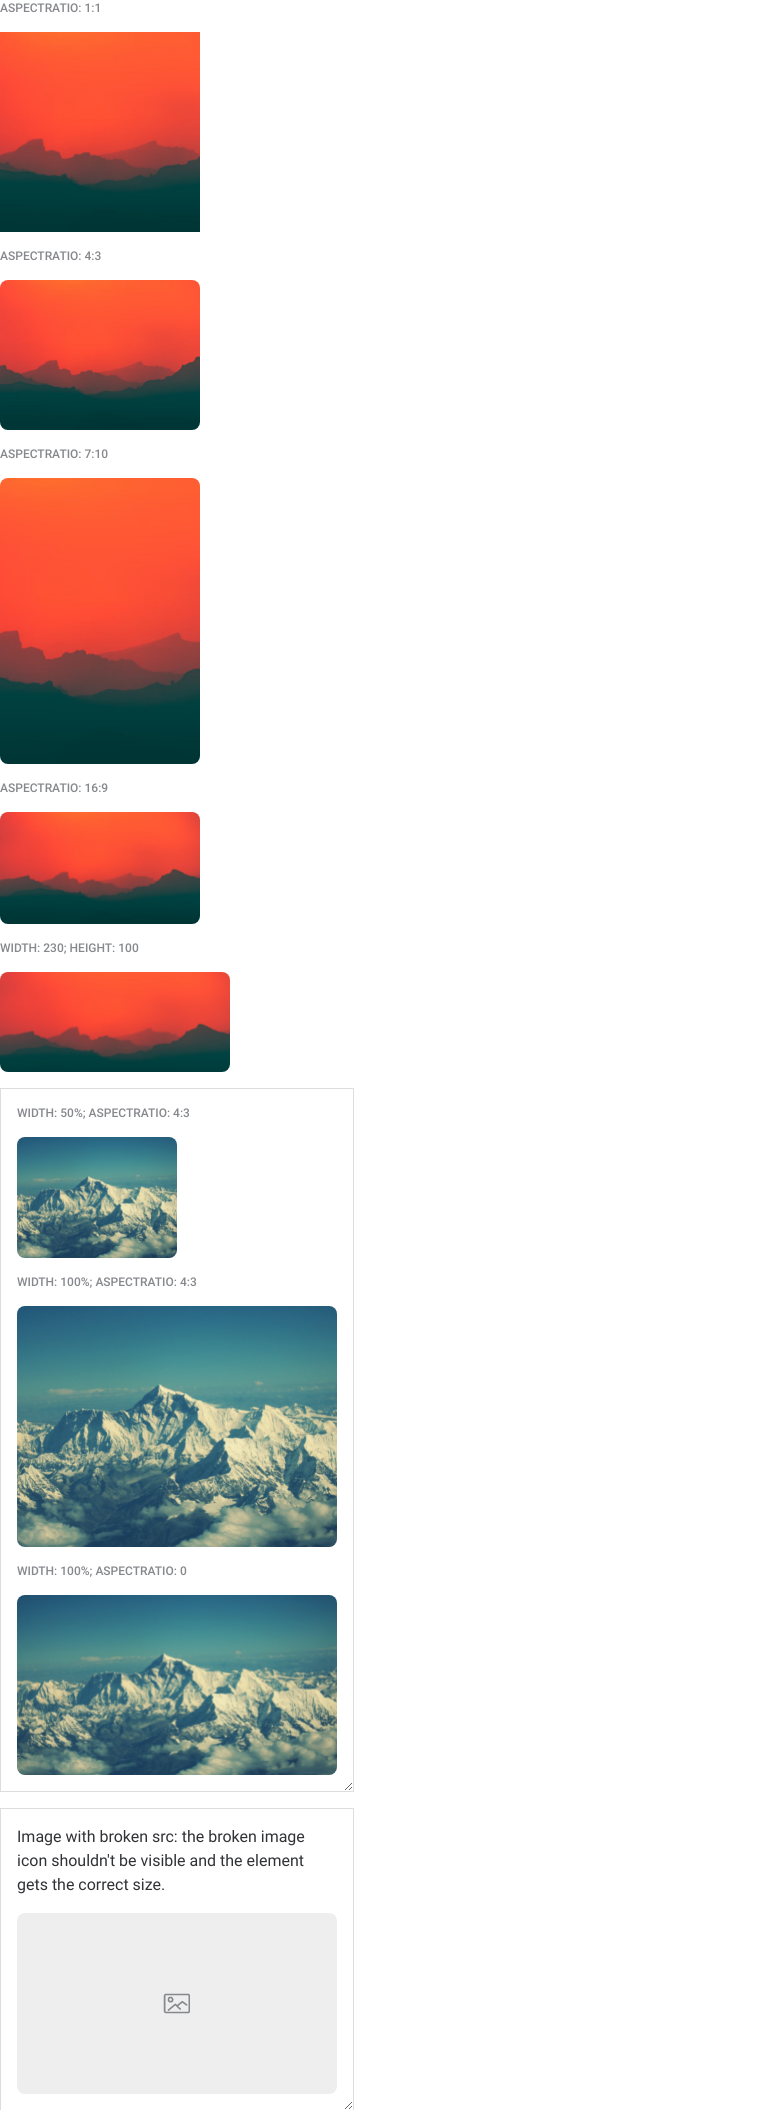 ASPECTRATIO: 1:1
ASPECTRATIO: 4:3
ASPECTRATIO: 7:10
ASPECTRATIO: 16:9
WIDTH: 230; HEIGHT: 100
WIDTH: 50%; ASPECTRATIO: 4:3
WIDTH: 100%; ASPECTRATIO: 4:3
WIDTH: 100%; ASPECTRATIO: 0
Image with broken src: the broken image
icon shouldn't be visible and the element
gets the correct size.